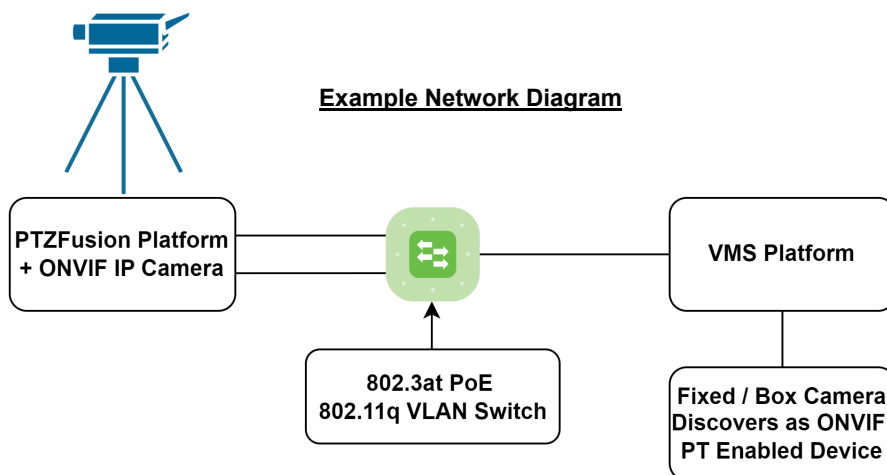 Example Network Diagram
PTZFusion Platform
+ ONVIF IP Camera
VMS Platform
802.3at PoE
802.11q VLAN Switch
Fixed / Box Camera
Discovers as ONVIF
PT Enabled Device